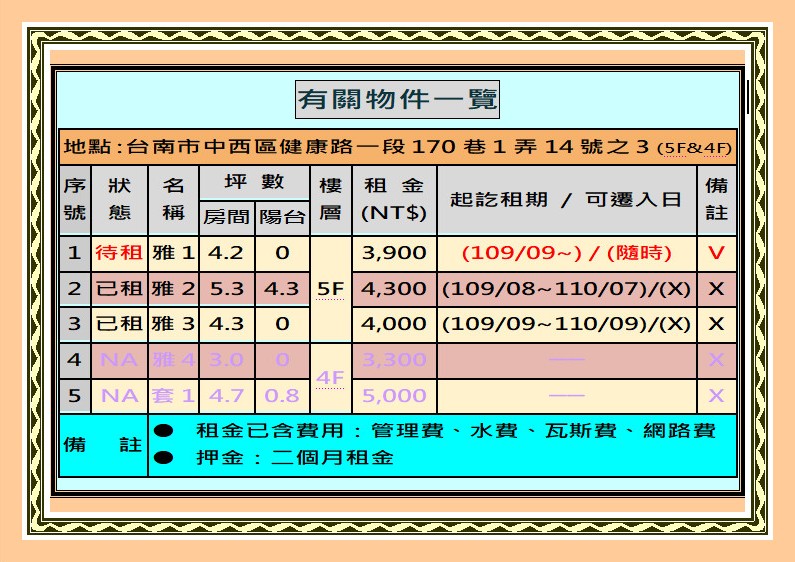 有關物件一覽
地點:台南市中西區健康路一段 170 巷 1 弄 14 號之 3 (5F&4F)
序號 狀態 名稱 坪 數 樓層 租 金 (NT$) 起訖租期 / 可遷入日 備註
房間 陽台
1 待租 雅 1 4.2 0 5F 3,900 (109/09~) / (隨時) V
2 已租 雅 2 5.3 4.3 4,300 (109/08~110/07)/(X) X
3 已租 雅 3 4.3 0 4,000 (109/09~110/09)/(X) X
4 NA 雅 4 3.0 0 4F 3,300 —— X
5 NA 套 1 4.7 0.8 5,000 —— X
備 註
● 租金已含費用：管理費、水費、瓦斯費、網路費
● 押金：二個月租金